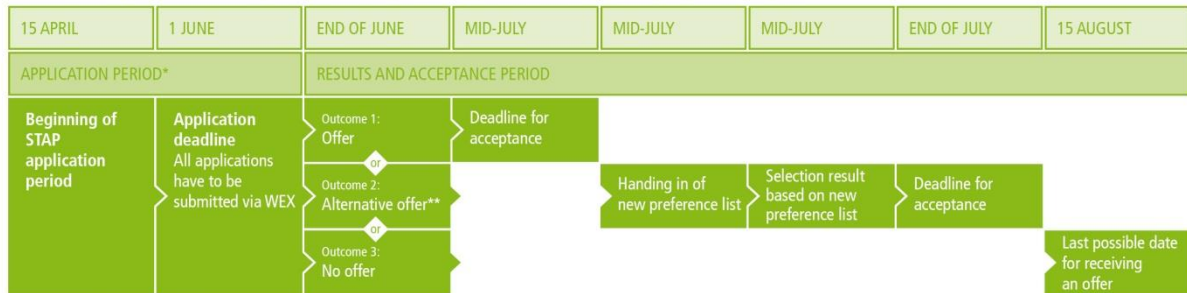 15 APRIL
1 JUNE
END OF JUNE
MID-JULY
MID-JULY
MID-JULY
END OF JULY
15 AUGUST
APPLICATION PERIOD*
RESULTS AND ACCEPTANCE PERIOD
Beginning of
STAP
application
period
Application
deadline
All applications
have to be
submitted via WEX
Outcome 1:
Offer
or
Outcome 2:
Alternative offer**
or
Outcome 3:
No offer
Deadline for
acceptance
Handing in of
new preference list
Selection result
based on new
preference list
Deadline for
acceptance
Last possible date
for receiving
an offer